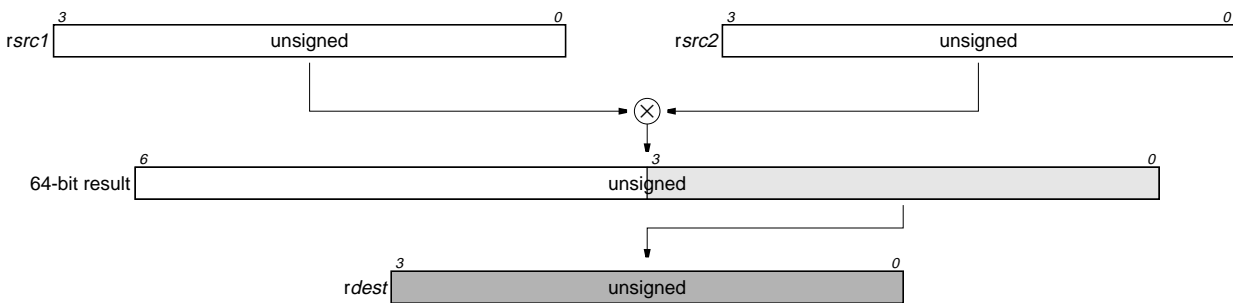 3 0 3 0
rsrc1 unsigned rsrc2 unsigned
6 3 0
64-bit result unsigned
3 0
rdest unsigned